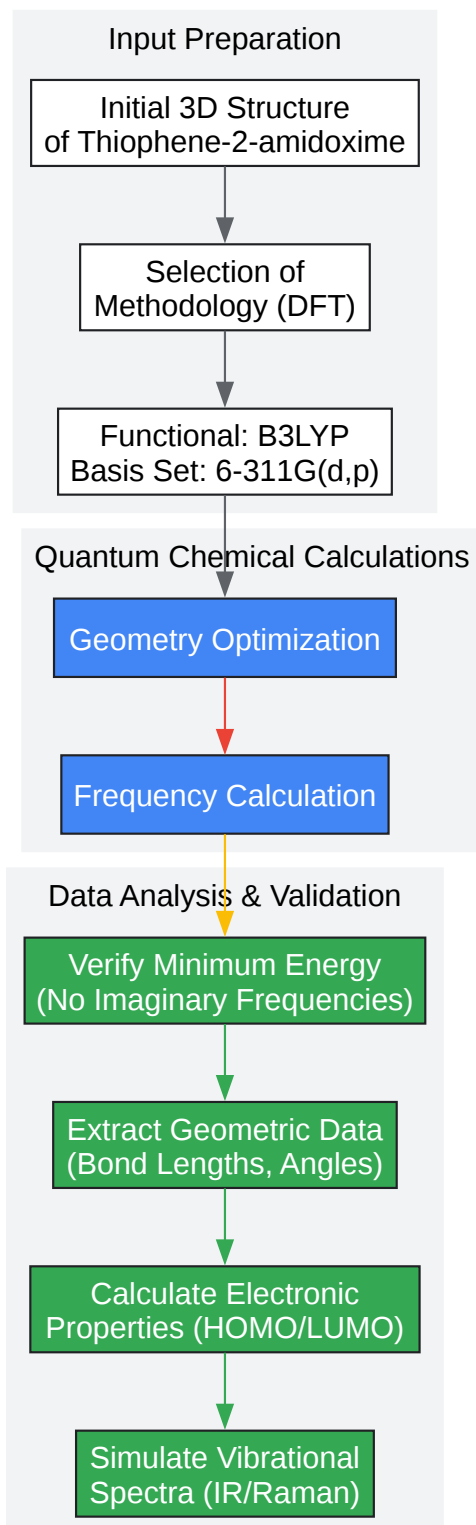 Input Preparation
Initial 3D Structure
of Thiophene-2-amidoxime
Selection of
Methodology (DFT)
Functional: B3LYP
Basis Set: 6-311G(d,p)
Quantum Chemical Calculations
Geometry Optimization
Frequency Calculation
Data Analysis & Validation
Verify Minimum Energy
(No Imaginary Frequencies)
Extract Geometric Data
(Bond Lengths, Angles)
Calculate Electronic
Properties (HOMO/LUMO)
Simulate Vibrational
Spectra (IR/Raman)